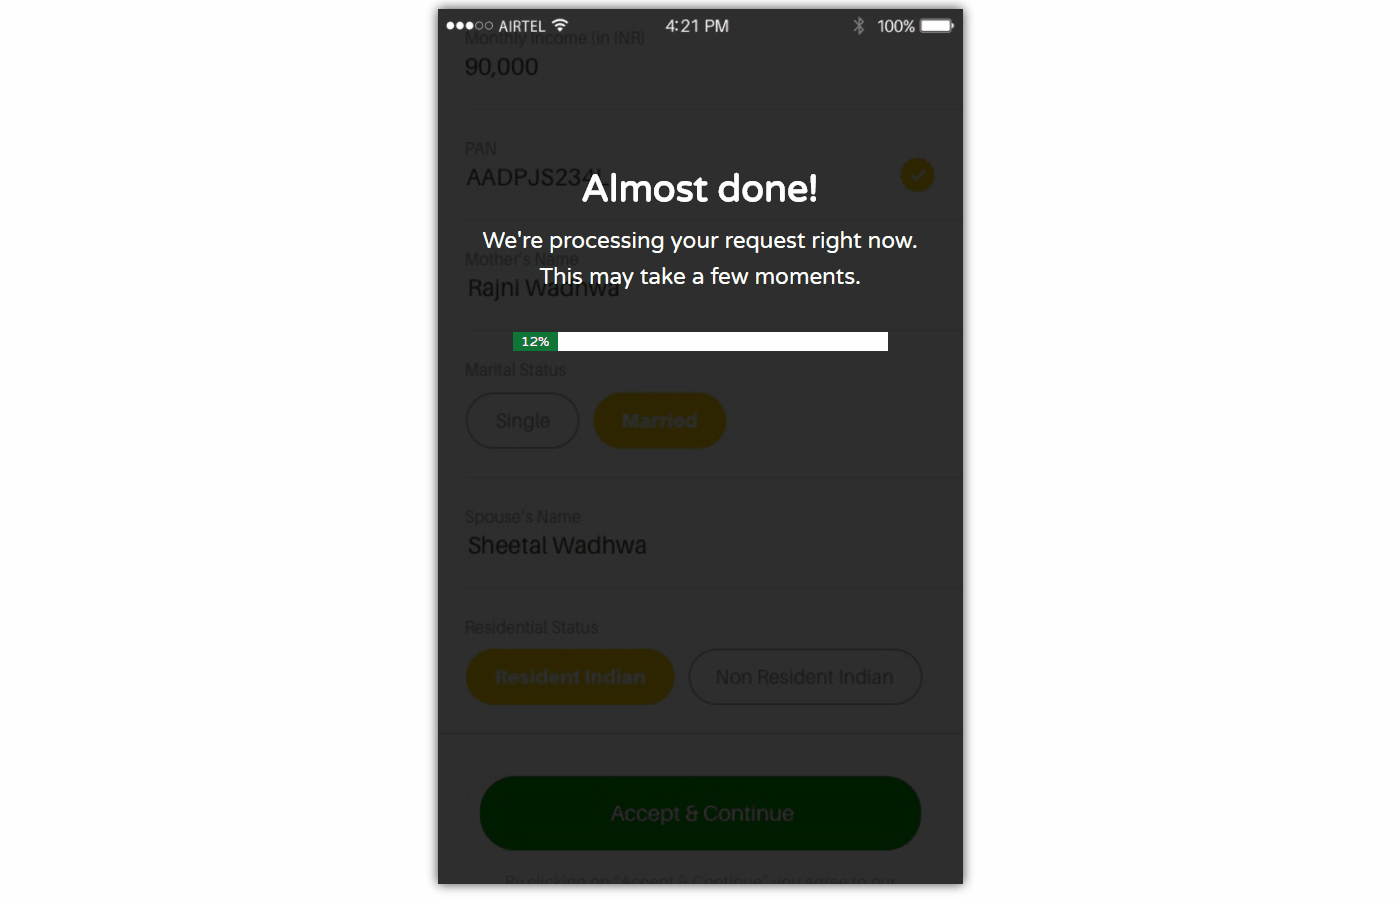 AIRTEL 4:21 PM 100%
Monthly Income (in INR)
90,000
PAN
AADPJS234
Almost done!
We're processing your request right now.
Mother's Name
This may take a few moments.
Rajni Wadhwa
12%
Marital Status
Single Married
Spouse's Name
Sheetal Wadhwa
Residential Status
Resident Indian Non Resident Indian
Accept & Continue
By clicking on "Accept & Continue" you agree to our